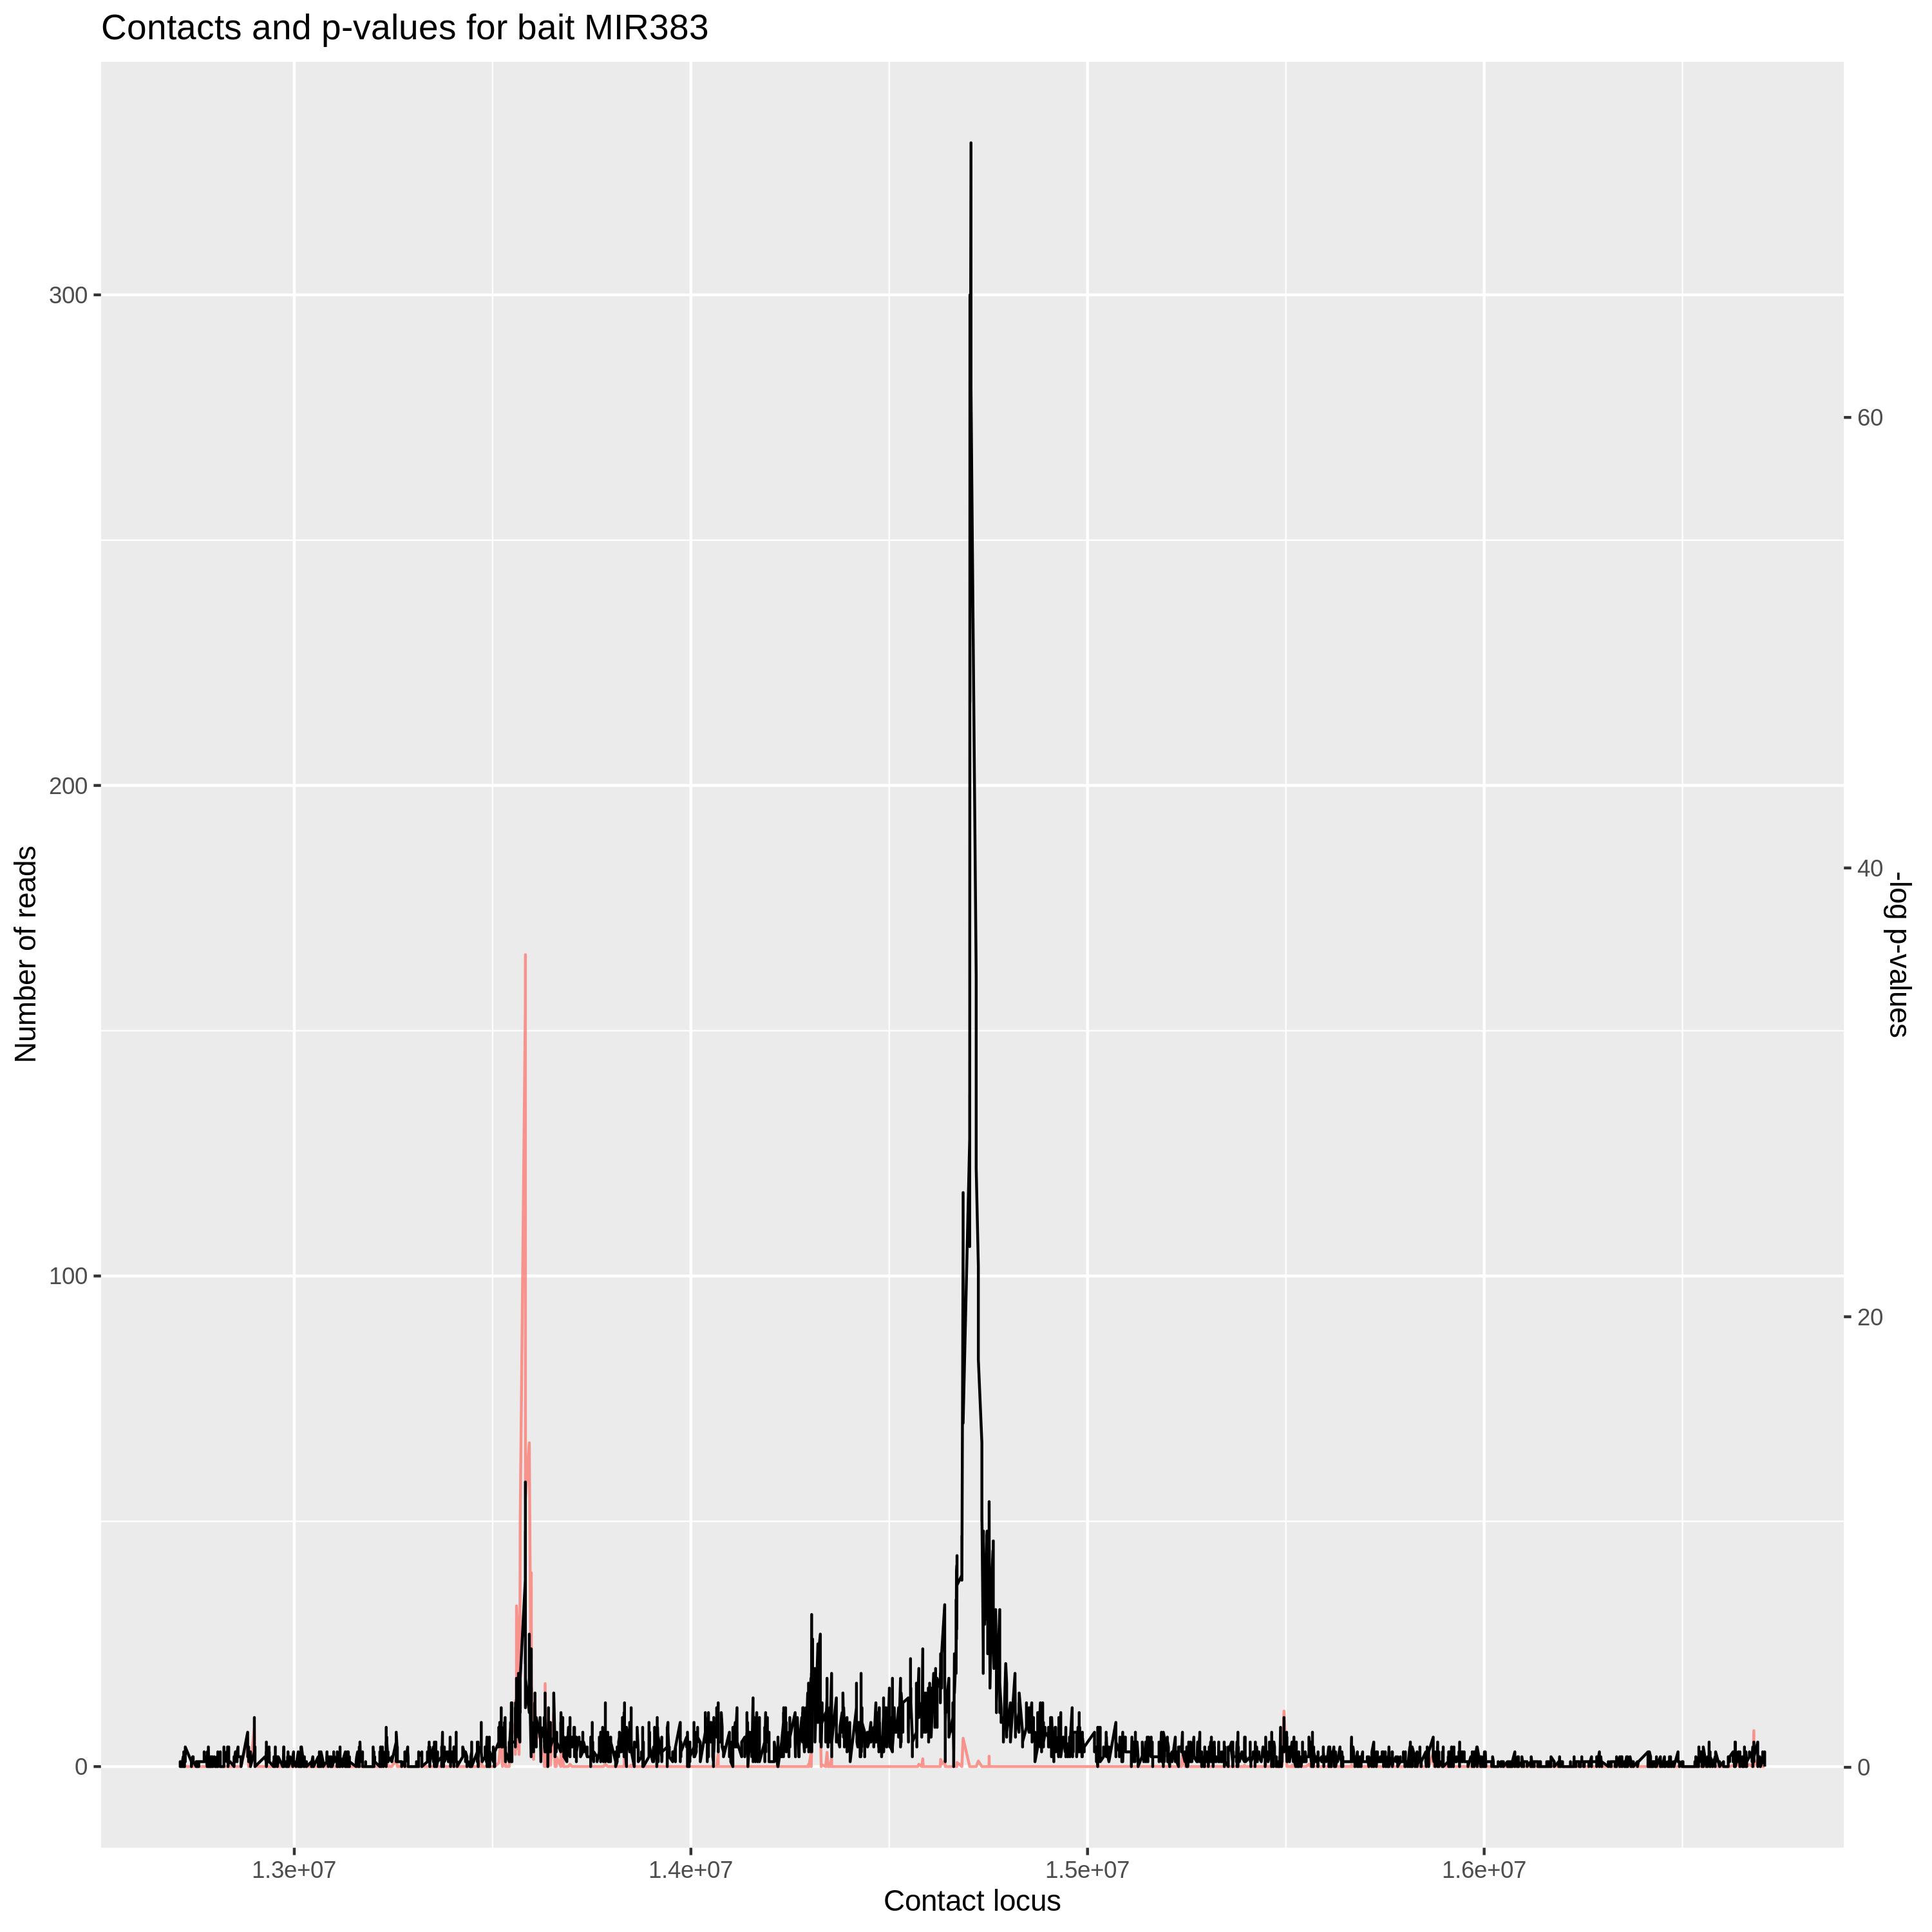 Contacts and p-values for bait MIR383
300
200
100
0
60
40
20
0
Number of reads
-log p-values
1.3e+07
1.4e+07
1.5e+07
1.6e+07
Contact locus